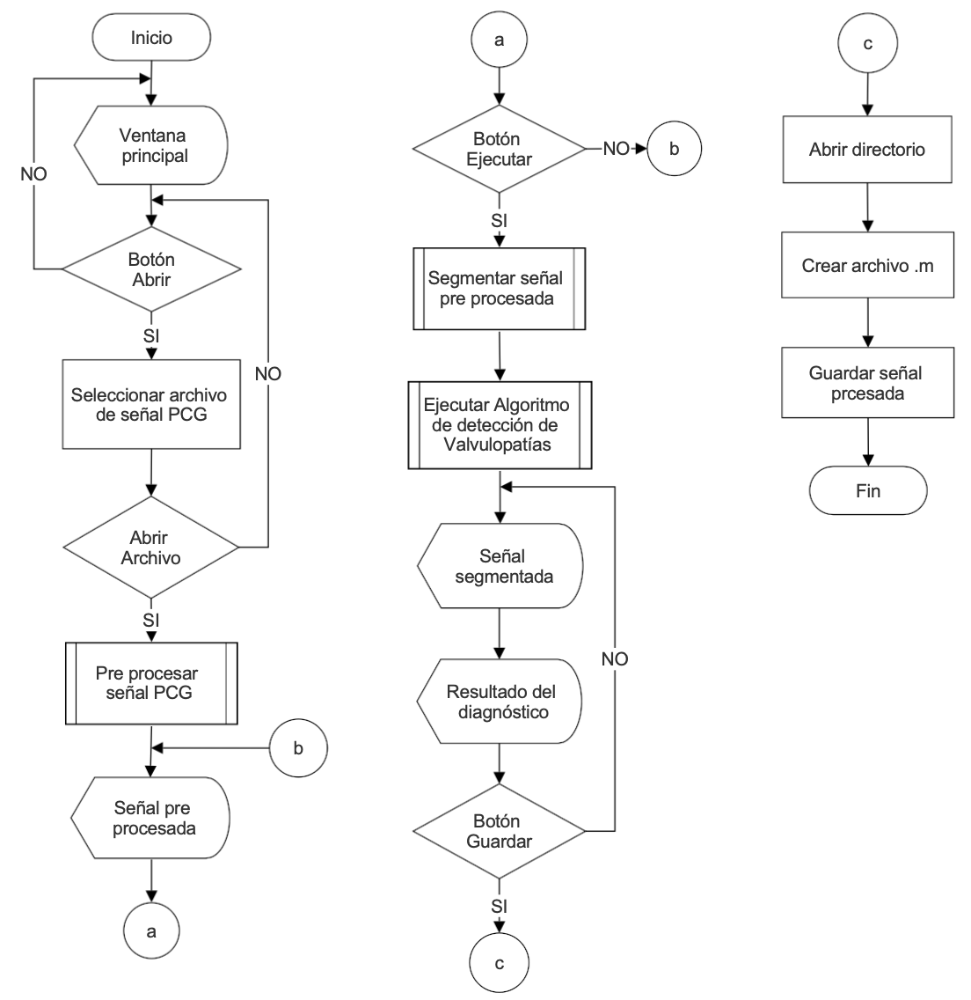 Inicio
Ventana
principal
NO
Botón
Abrir
SI
Seleccionar archivo
de señal PCG
NO
Abrir
Archivo
SI
Pre procesar
señal PCG
b
Señal pre
procesada
a
a
Botón
Ejecutar
NO
b
SI
Segmentar señal
pre procesada
Ejecutar Algoritmo
de detección de
Valvulopatías
Señal
segmentada
NO
Resultado del
diagnóstico
Botón
Guardar
SI
c
c
Abrir directorio
Crear archivo .m
Guardar señal
prcesada
Fin